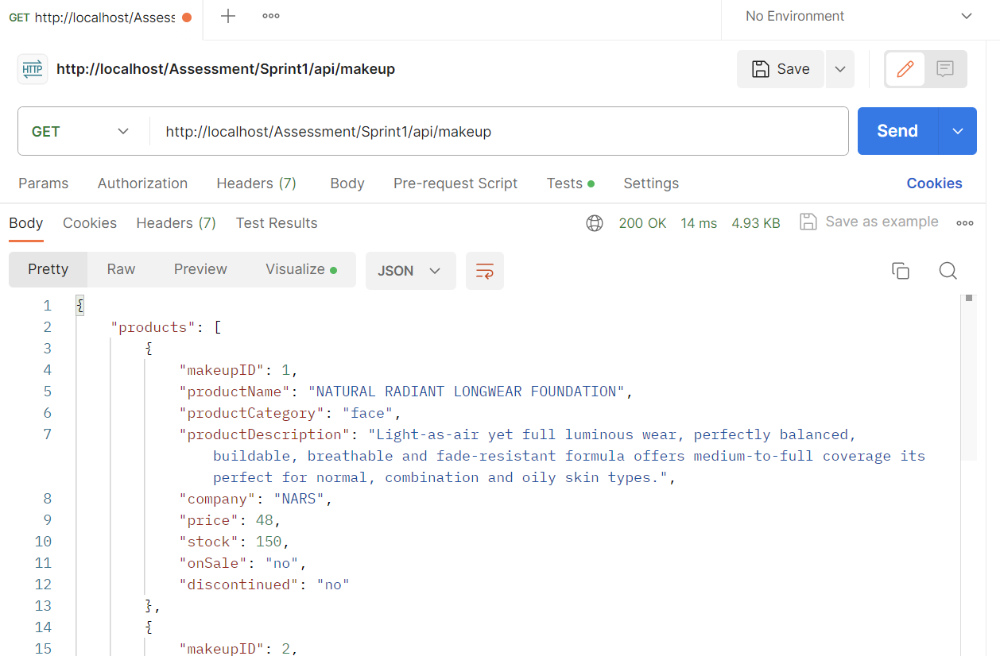 GET http://localhost/Assess
No Environment
HTTP http://localhost/Assessment/Sprint1/api/makeup
Save
GET http://localhost/Assessment/Sprint1/api/makeup
Send
Params Authorization Headers (7) Body Pre-request Script Tests Settings Cookies
Body Cookies Headers (7) Test Results 200 OK 14 ms 4.93 KB Save as example
Pretty Raw Preview Visualize JSON
1 {
2 "products": [
3 {
4 "makeupID": 1,
5 "productName": "NATURAL RADIANT LONGWEAR FOUNDATION",
6 "productCategory": "face",
7 "productDescription": "Light-as-air yet full luminous wear, perfectly balanced,
buildable, breathable and fade-resistant formula offers medium-to-full coverage its
perfect for normal, combination and oily skin types.",
8 "company": "NARS",
9 "price": 48,
10 "stock": 150,
11 "onSale": "no",
12 "discontinued": "no"
13 },
14 {
15 "makeupID": 2,